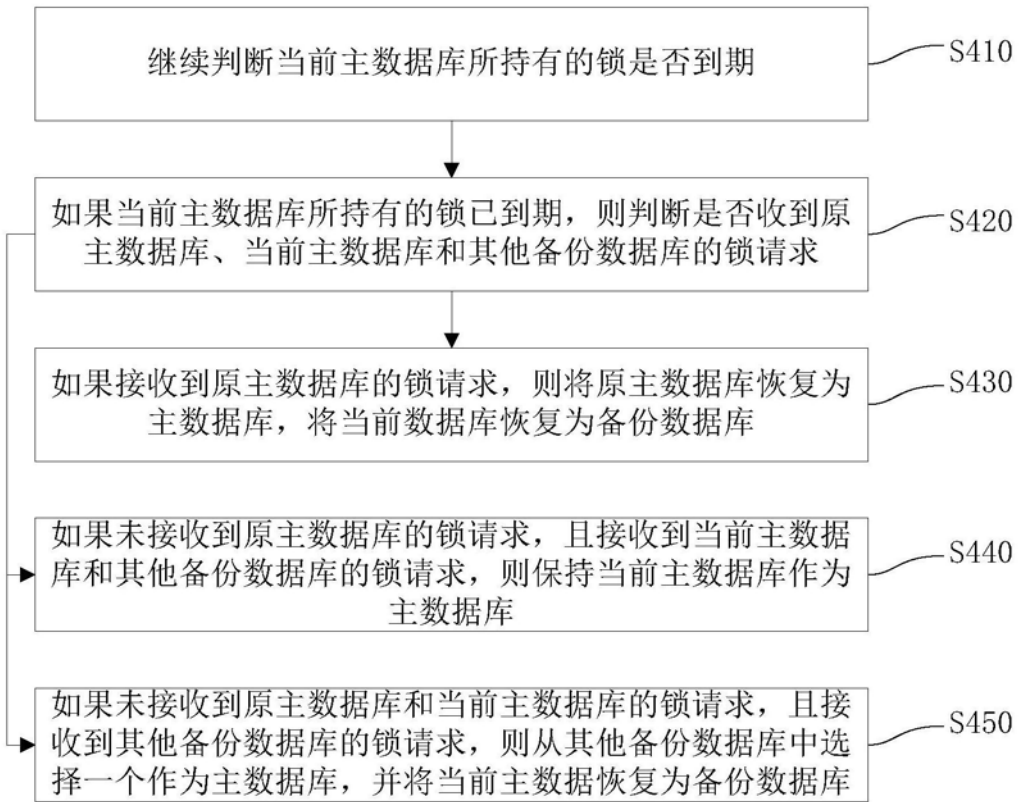 继续判断当前主数据库所持有的锁是否到期
S410
如果当前主数据库所持有的锁已到期，则判断是否收到原
主数据库、当前主数据库和其他备份数据库的锁请求
S420
如果接收到原主数据库的锁请求，则将原主数据库恢复为
主数据库，将当前数据库恢复为备份数据库
S430
如果未接收到原主数据库的锁请求，且接收到当前主数据
库和其他备份数据库的锁请求，则保持当前主数据库作为
主数据库
S440
如果未接收到原主数据库和当前主数据库的锁请求，且接
收到其他备份数据库的锁请求，则从其他备份数据库中选
择一个作为主数据库，并将当前主数据恢复为备份数据库
S450